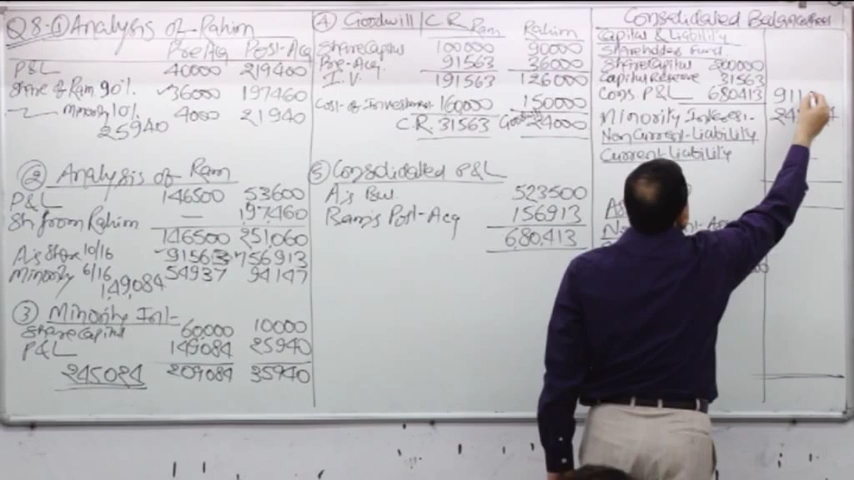 Q8-① Analysis of Rahim
Pre Acq Post-Acq
P&L 40000 219400
Share of Ram 90% 36000 197460
Minority 10% 4000 21940
25940
② Analysis of Ram
P&L 146500 53600
Sh from Rahim — 197460
146500 251060
A's Share 10/16 91563 156913
Minority 6/16 54937 94147
149084
③ Minority Int-
Share Capital 60000 10000
P&L 149084 25940
245024 209084 35940
④ Goodwill/CR Ram Rahim
Share Capital 100000 90000
Pre-Acq 91563 36000
I.V. 191563 126000
Cost of Investment 160000 150000
C.R. 31563 Goodwill 24000
⑤ Consolidated P&L
A's Bal 523500
Ram's Post-Acq 156913
680413
Consolidated
Capital & Liability
Shareholder Fund
Share Capital
Capital Reserve 31563
Cons P&L 680413 911
Minority Interest-
Non Current-Liability
Current-Liability